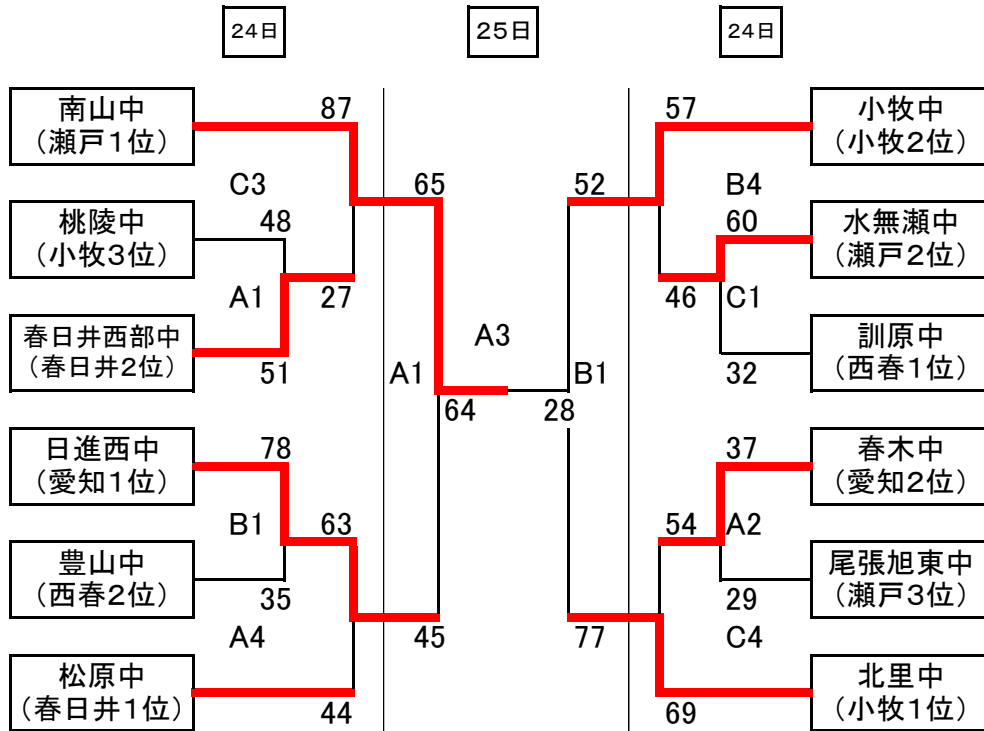 24日
25日
24日
南山中
（瀬戸1位）
87
57
小牧中
（小牧2位）
C3
65
52
B4
桃陵中
（小牧3位）
48
60
水無瀬中
（瀬戸2位）
A1
27
46
C1
春日井西部中
（春日井2位）
51
A3
32
訓原中
（西春1位）
A1
B1
64
28
日進西中
（愛知1位）
78
37
春木中
（愛知2位）
B1
63
54
A2
豊山中
（西春2位）
35
29
尾張旭東中
（瀬戸3位）
A4
45
77
C4
松原中
（春日井1位）
44
69
北里中
（小牧1位）